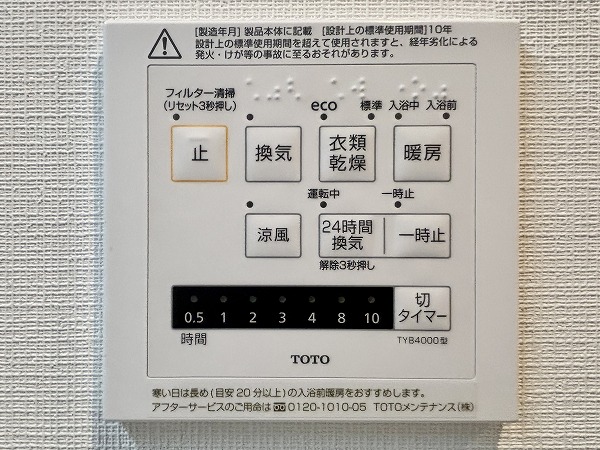 [製造年月] 製品本体に記載　[設計上の標準使用期間]10年
設計上の標準使用期間を超えて使用されますと、経年劣化による
発火・けが等の事故に至るおそれがあります。
フィルター清掃
(リセット3秒押し)
eco 標準 入浴中 入浴前
止 換気 衣類乾燥 暖房
運転中 一時止
涼風 24時間換気 一時止
解除3秒押し
0.5 1 2 3 4 8 10 切タイマー
時間
TYB4000型
TOTO
寒い日は長め(目安20分以上)の入浴前暖房をおすすめします。
アフターサービスのご用命は 0120-1010-05 TOTOメンテナンス(株)